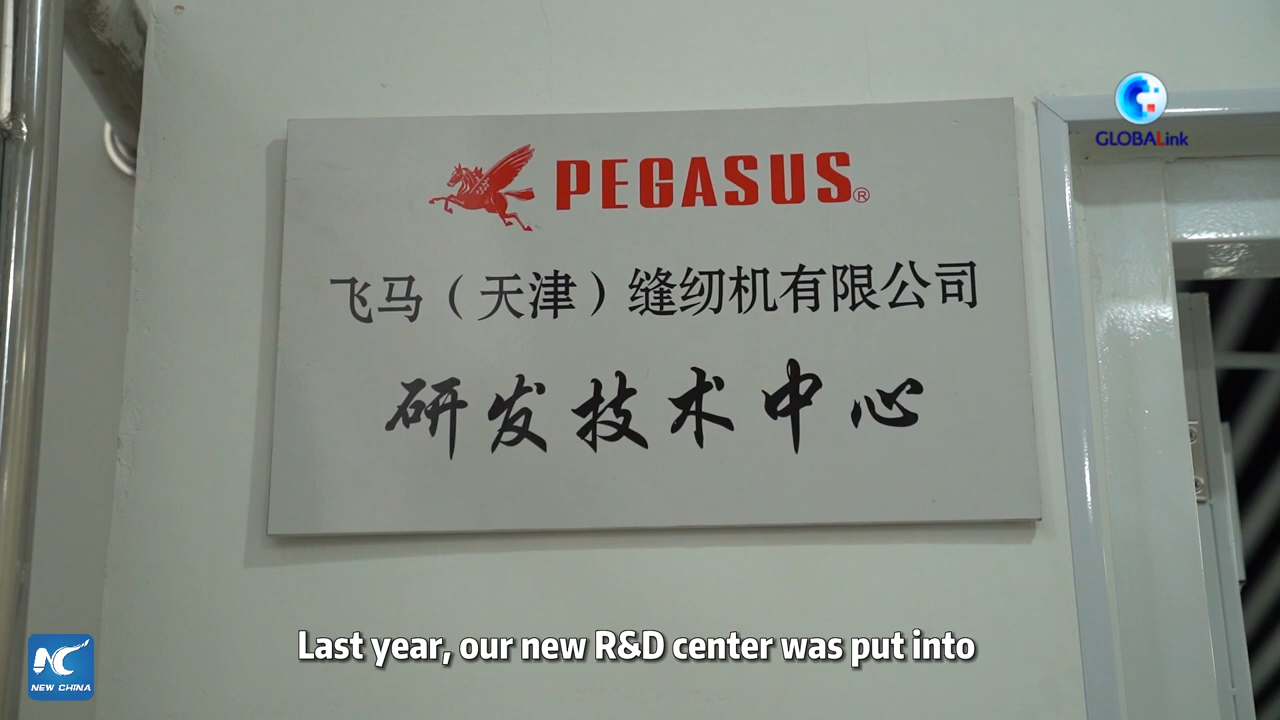 GLOBALink
PEGASUS®
飞马（天津）缝纫机有限公司
研发技术中心
Last year, our new R&D center was put into
NC
NEW CHINA